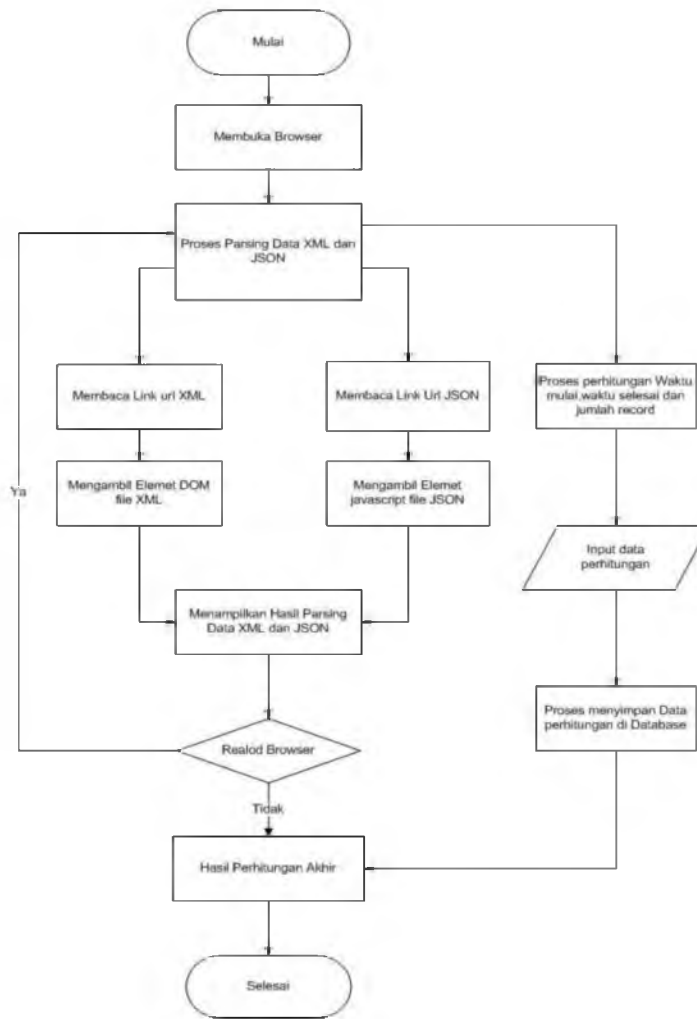 Mulai
Membuka Browser
Proses Parsing Data XML dan
JSON
Membaca Link url XML
Membaca Link Url JSON
Proses perhitungan Waktu
mulai,waktu selesai dan
jumlah record
Mengambil Elemet DOM
file XML
Mengambil Elemet
javascript file JSON
Ya
Input data
perhitungan
Menampilkan Hasil Parsing
Data XML dan JSON
Proses menyimpan Data
perhitungan di Database
Realod Browser
Tidak
Hasil Perhitungan Akhir
Selesai